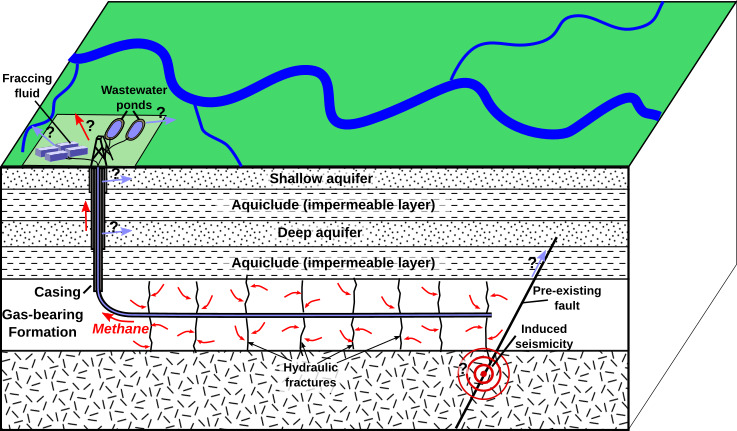 Fraccing
fluid
Wastewater
ponds
?
?
?
?
Shallow aquifer
Aquiclude (impermeable layer)
?
Deep aquifer
Aquiclude (impermeable layer)
?
Casing
Pre-existing
fault
Gas-bearing
Formation
Methane
Induced
seismicity
Hydraulic
fractures
?